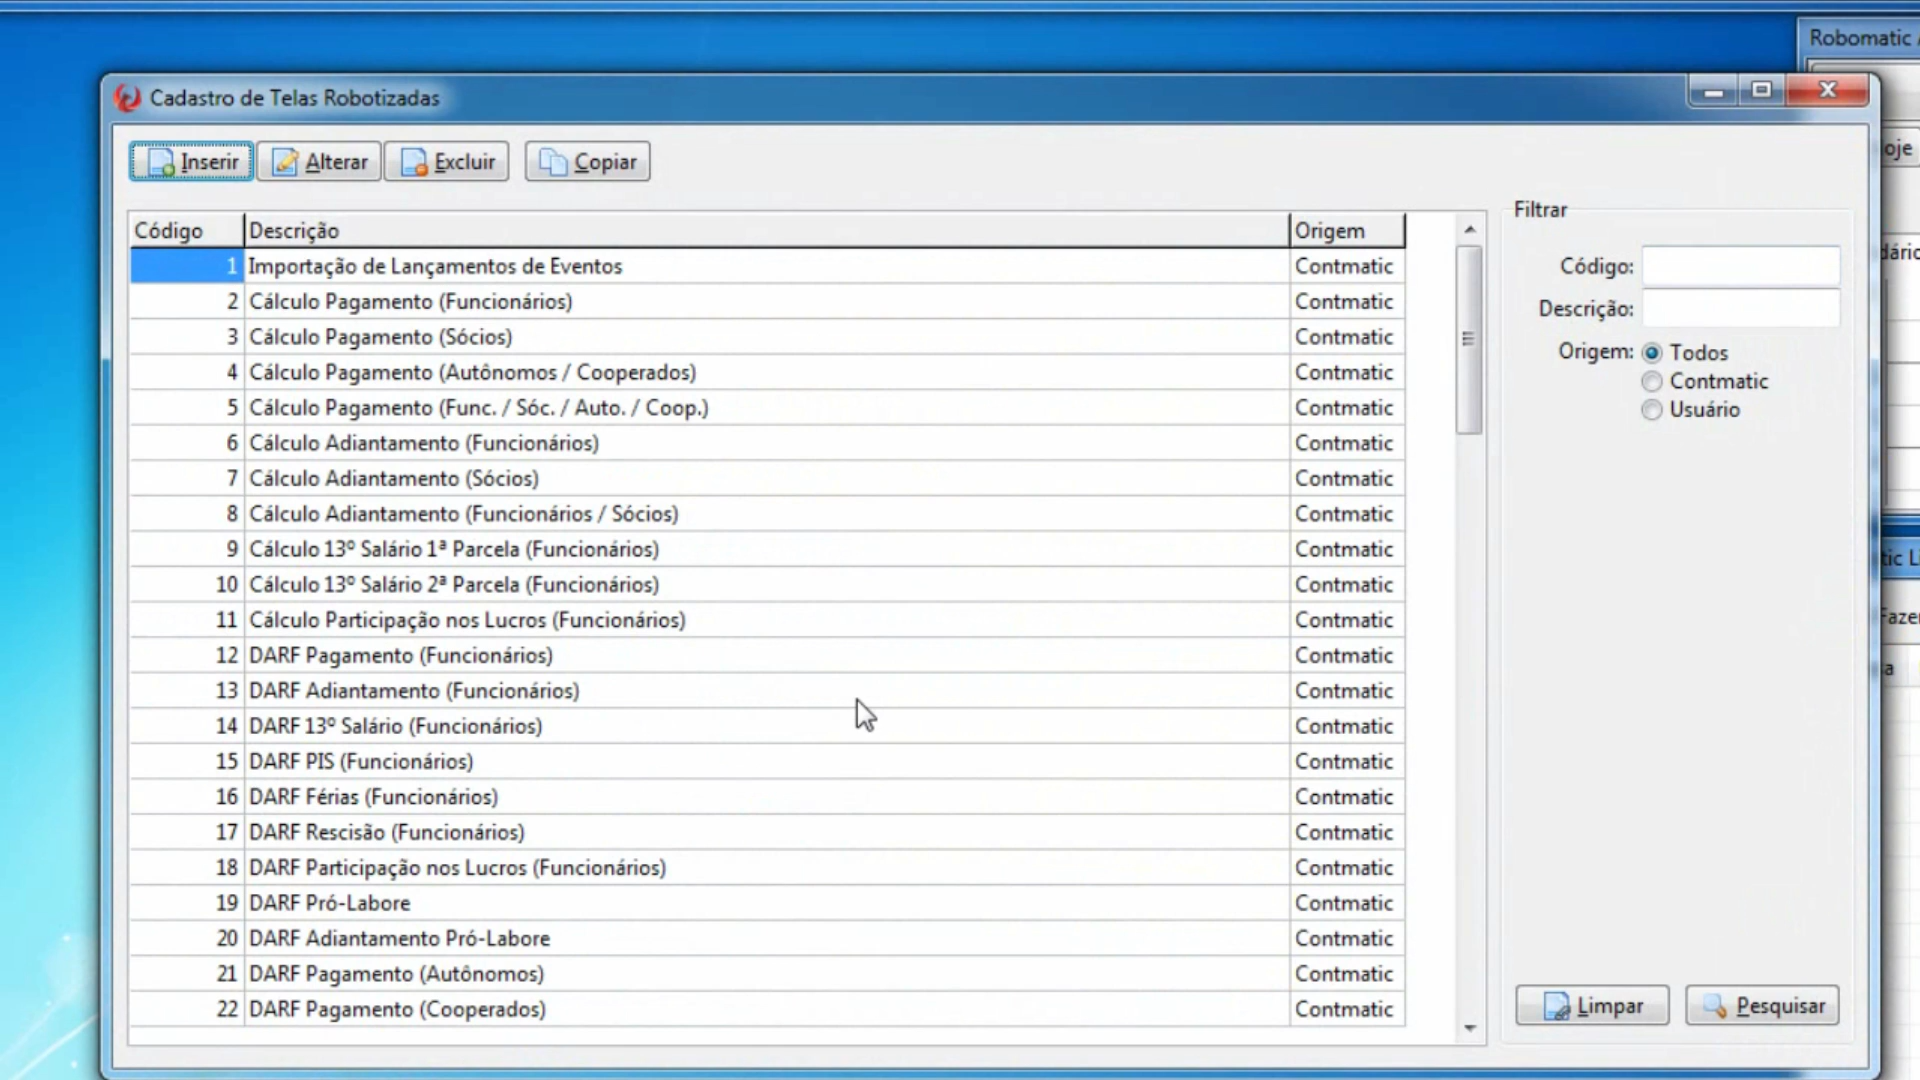 Robomatic
Cadastro de Telas Robotizadas
Inserir Alterar Excluir Copiar
oje
Filtrar
Código Descrição Origem
dário
Código:
1 Importação de Lançamentos de Eventos Contmatic
2 Cálculo Pagamento (Funcionários) Contmatic
Descrição:
3 Cálculo Pagamento (Sócios) Contmatic
Origem: Todos
4 Cálculo Pagamento (Autônomos / Cooperados) Contmatic
Contmatic
5 Cálculo Pagamento (Func. / Sóc. / Auto. / Coop.) Contmatic
Usuário
6 Cálculo Adiantamento (Funcionários) Contmatic
7 Cálculo Adiantamento (Sócios) Contmatic
8 Cálculo Adiantamento (Funcionários / Sócios) Contmatic
9 Cálculo 13º Salário 1ª Parcela (Funcionários) Contmatic
tic Li
10 Cálculo 13º Salário 2ª Parcela (Funcionários) Contmatic
11 Cálculo Participação nos Lucros (Funcionários) Contmatic
Fazer
12 DARF Pagamento (Funcionários) Contmatic
a
13 DARF Adiantamento (Funcionários) Contmatic
14 DARF 13º Salário (Funcionários) Contmatic
15 DARF PIS (Funcionários) Contmatic
16 DARF Férias (Funcionários) Contmatic
17 DARF Rescisão (Funcionários) Contmatic
18 DARF Participação nos Lucros (Funcionários) Contmatic
19 DARF Pró-Labore Contmatic
20 DARF Adiantamento Pró-Labore Contmatic
21 DARF Pagamento (Autônomos) Contmatic
22 DARF Pagamento (Cooperados) Contmatic
Limpar Pesquisar